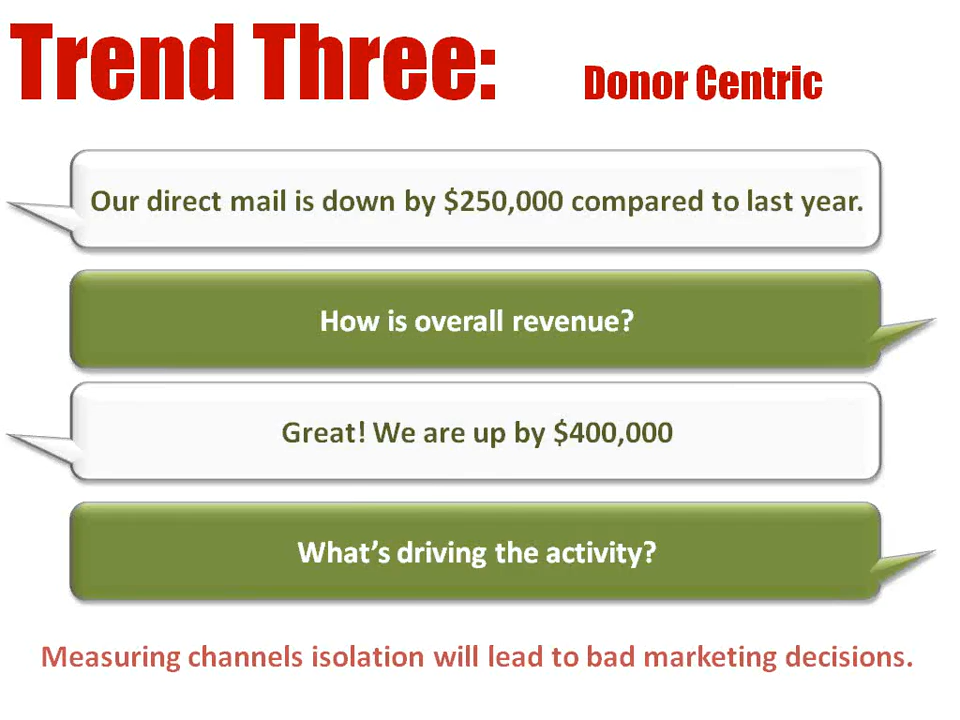 Trend Three: Donor Centric
Our direct mail is down by $250,000 compared to last year.
How is overall revenue?
Great! We are up by $400,000
What’s driving the activity?
Measuring channels isolation will lead to bad marketing decisions.